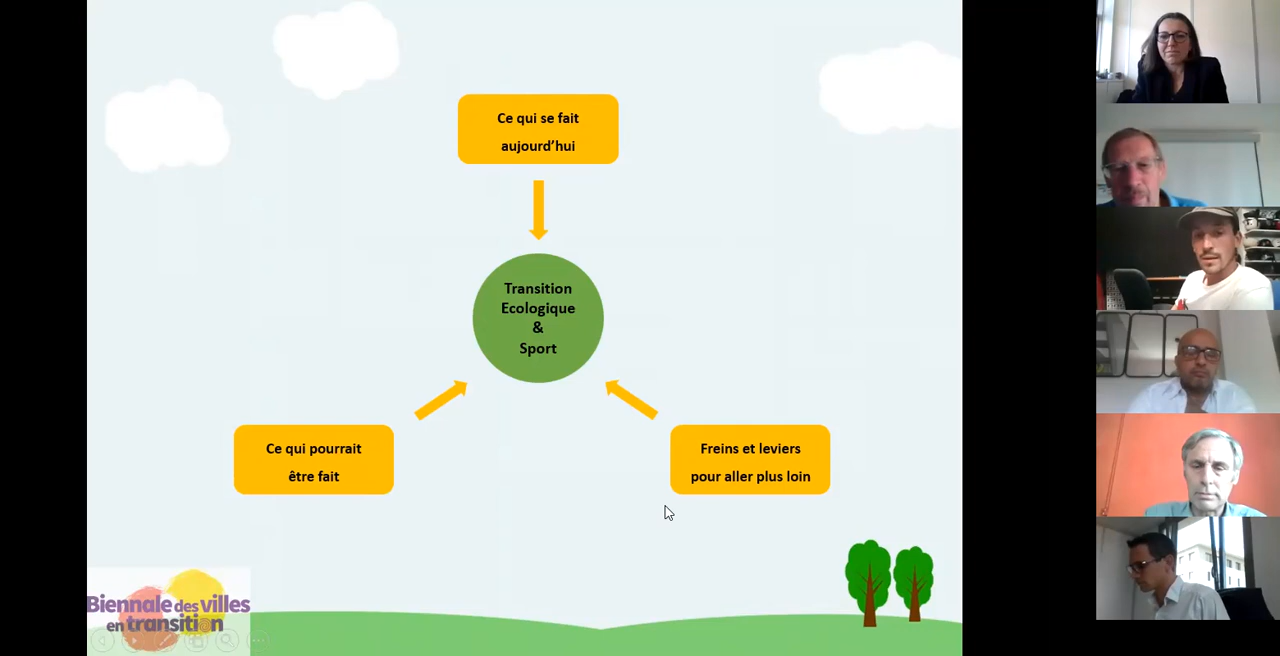 Ce qui se fait
aujourd’hui
Transition
Ecologique
&
Sport
Ce qui pourrait
être fait
Freins et leviers
pour aller plus loin
Biennale des villes
en transition